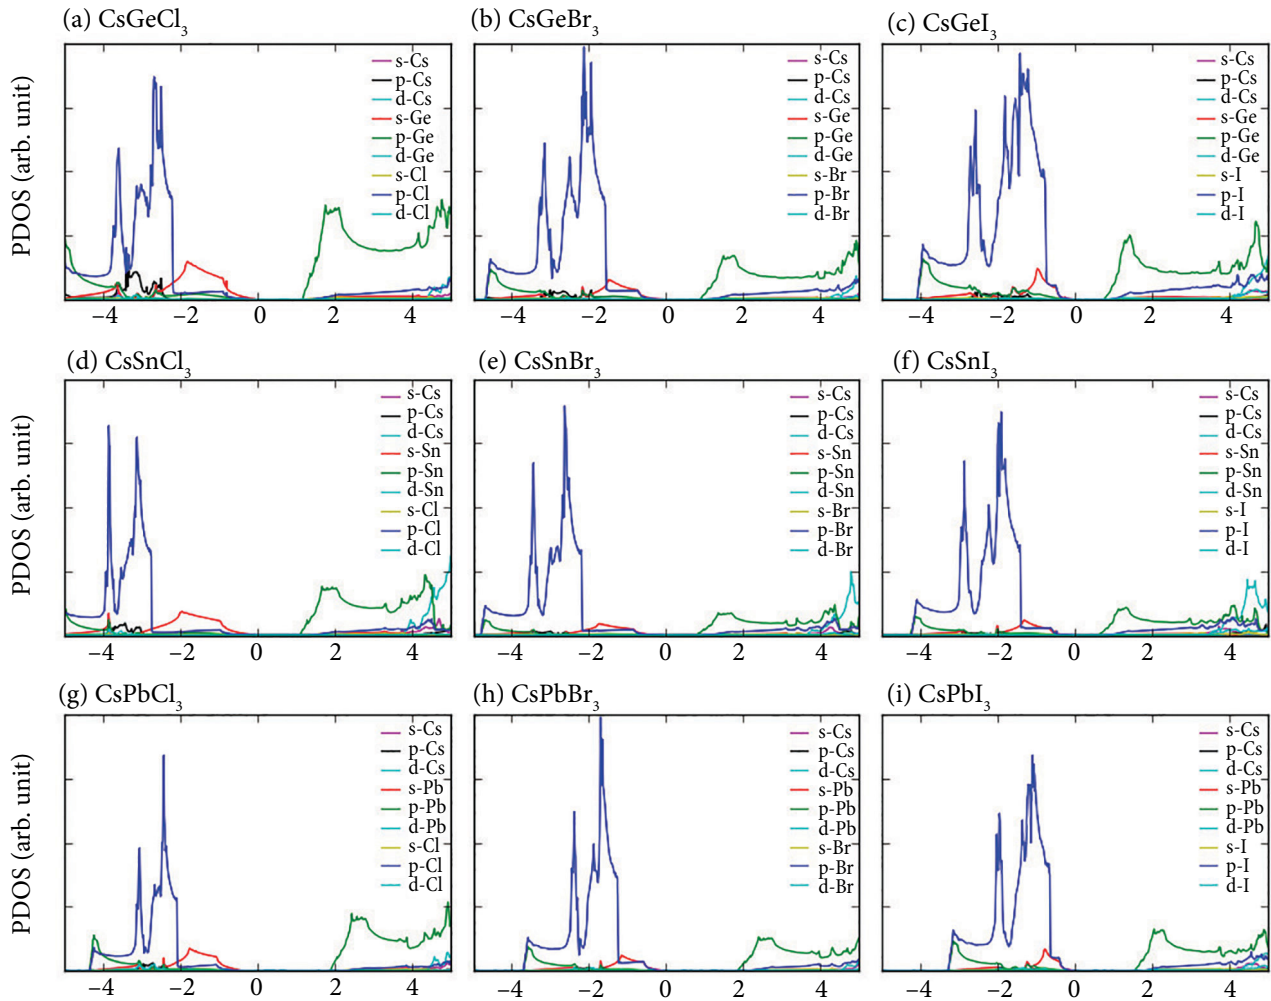 (a) CsGeCl3
(b) CsGeBr3
(c) CsGeI3
PDOS (arb. unit)
s-Cs
p-Cs
d-Cs
s-Ge
p-Ge
d-Ge
s-Cl
p-Cl
d-Cl
−4 −2 0 2 4
s-Cs
p-Cs
d-Cs
s-Ge
p-Ge
d-Ge
s-Br
p-Br
d-Br
−4 −2 0 2 4
s-Cs
p-Cs
d-Cs
s-Ge
p-Ge
d-Ge
s-I
p-I
d-I
−4 −2 0 2 4
(d) CsSnCl3
(e) CsSnBr3
(f) CsSnI3
PDOS (arb. unit)
s-Cs
p-Cs
d-Cs
s-Sn
p-Sn
d-Sn
s-Cl
p-Cl
d-Cl
−4 −2 0 2 4
s-Cs
p-Cs
d-Cs
s-Sn
p-Sn
d-Sn
s-Br
p-Br
d-Br
−4 −2 0 2 4
s-Cs
p-Cs
d-Cs
s-Sn
p-Sn
d-Sn
s-I
p-I
d-I
−4 −2 0 2 4
(g) CsPbCl3
(h) CsPbBr3
(i) CsPbI3
PDOS (arb. unit)
s-Cs
p-Cs
d-Cs
s-Pb
p-Pb
d-Pb
s-Cl
p-Cl
d-Cl
−4 −2 0 2 4
s-Cs
p-Cs
d-Cs
s-Pb
p-Pb
d-Pb
s-Br
p-Br
d-Br
−4 −2 0 2 4
s-Cs
p-Cs
d-Cs
s-Pb
p-Pb
d-Pb
s-I
p-I
d-I
−4 −2 0 2 4